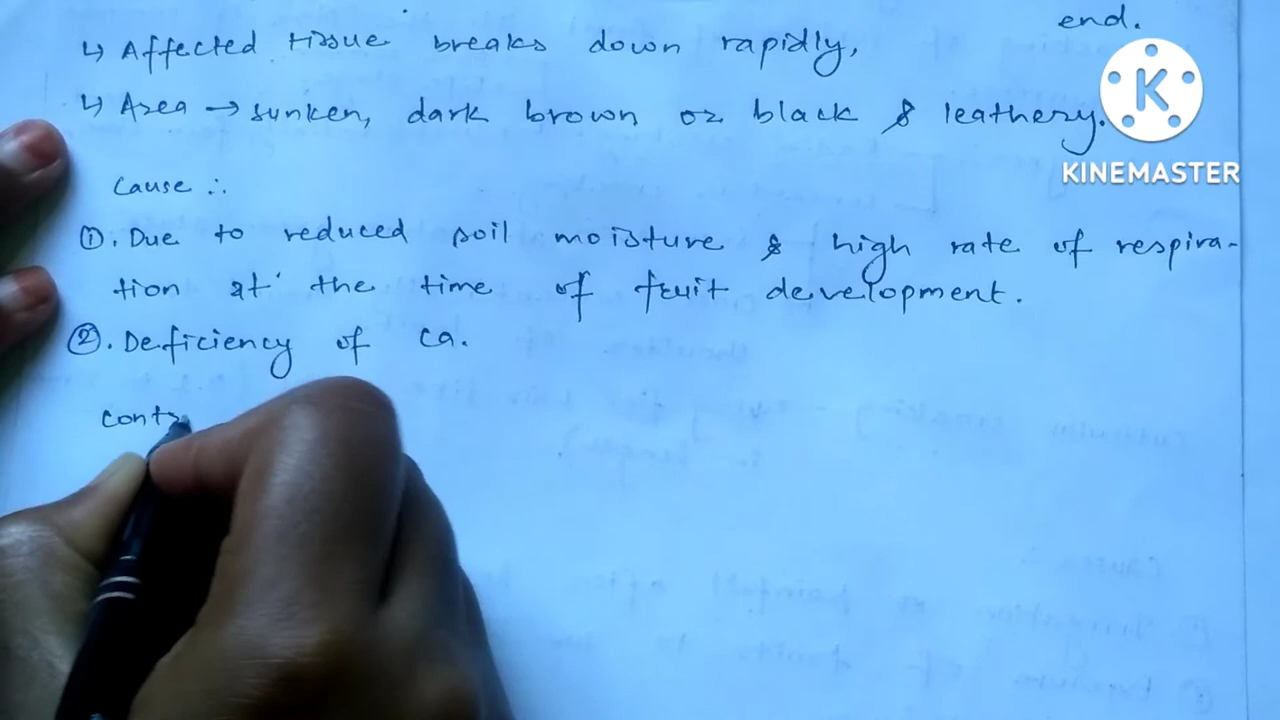 end.
↳ Affected tissue breaks down rapidly,
↳ Area → sunken, dark brown or black & leathery.
K
KINEMASTER
Cause :.
①. Due to reduced soil moisture & high rate of respira-
tion at the time of fruit development.
②. Deficiency of ca.
contr